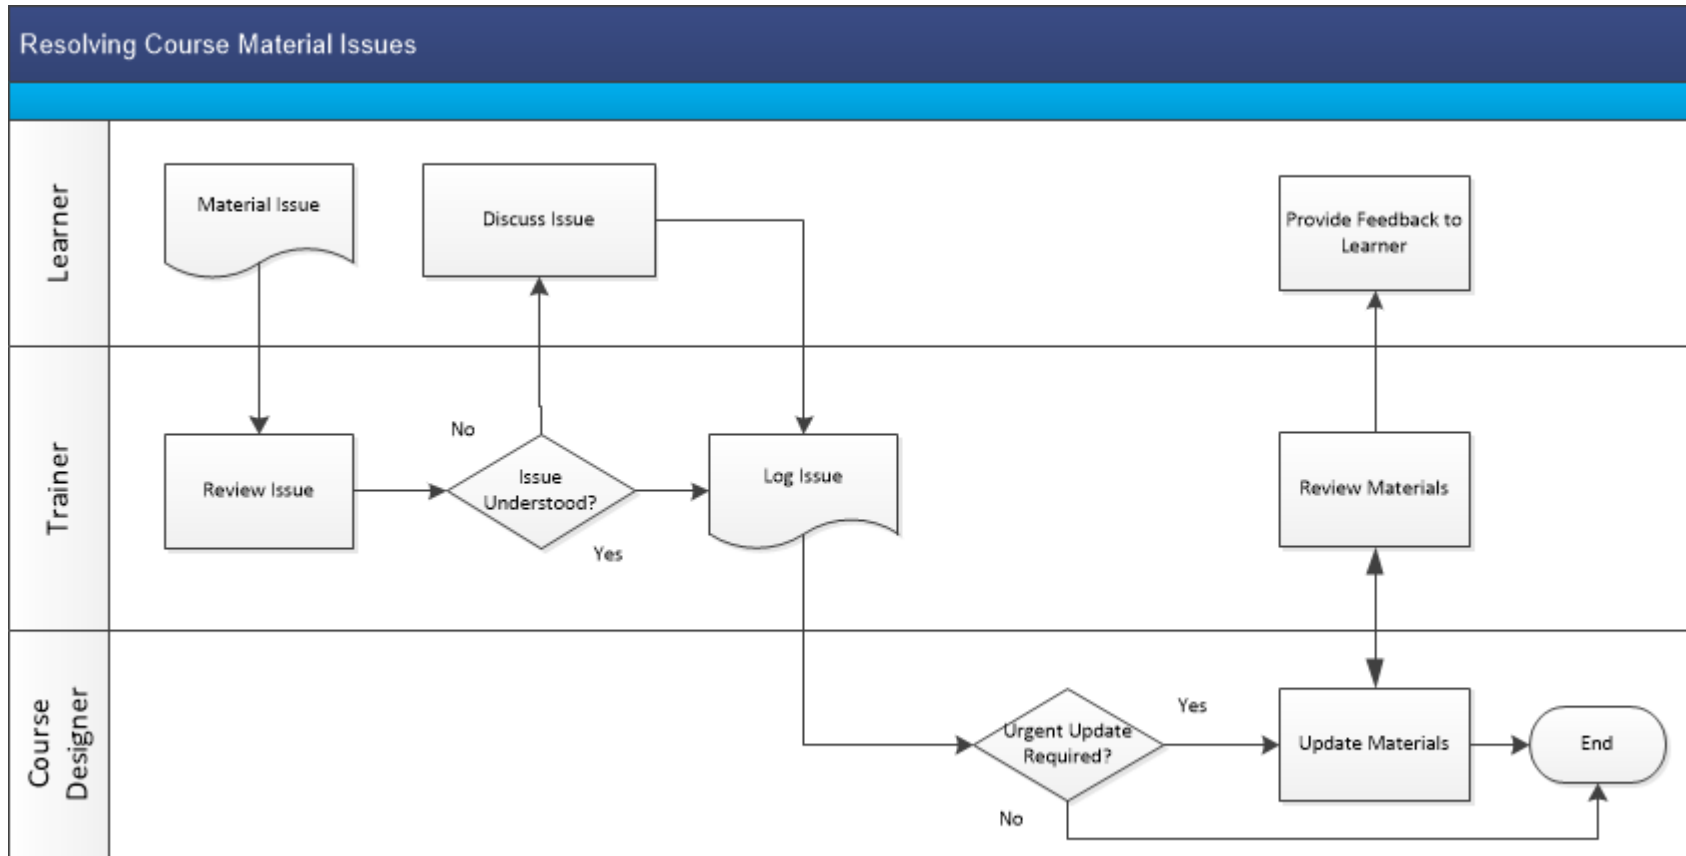 Resolving Course Material Issues
Learner
Material Issue
Discuss Issue
Provide Feedback to
Learner
Trainer
Review Issue
No
Issue
Understood?
Yes
Log Issue
Review Materials
Course
Designer
Urgent Update
Required?
Yes
No
Update Materials
End